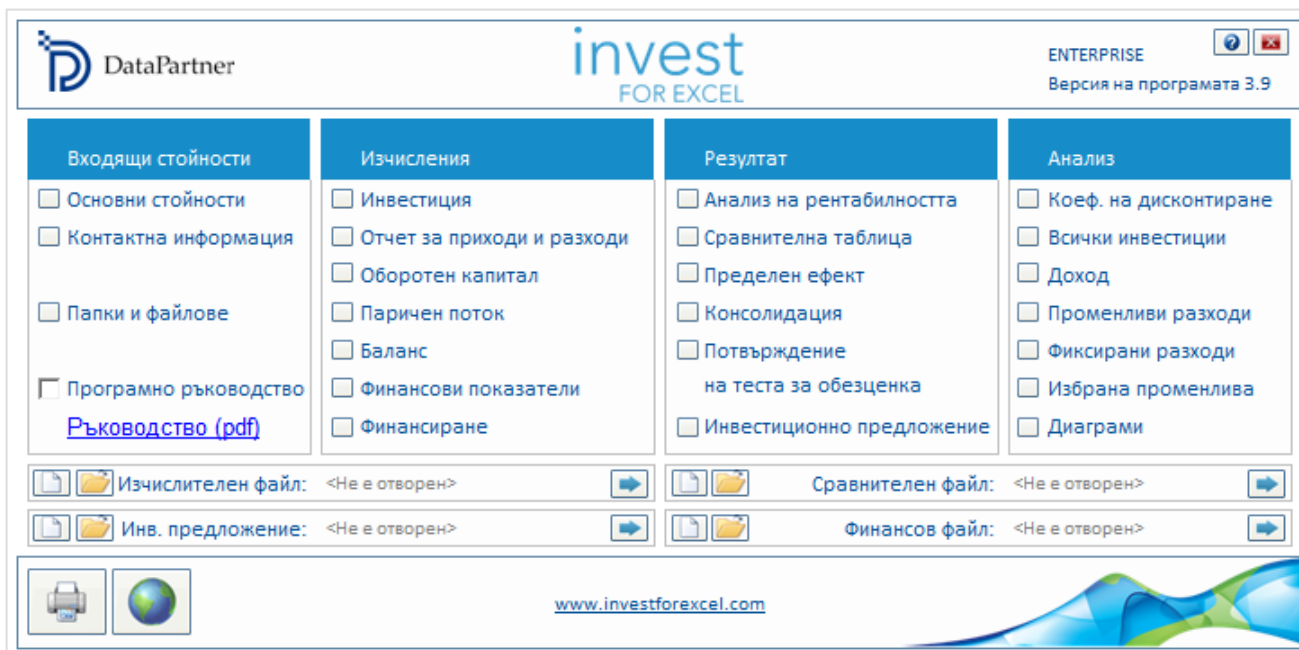 DataPartner
invest
FOR EXCEL
ENTERPRISE
Версия на програмата 3.9
Входящи стойности
Основни стойности
Контактна информация
Папки и файлове
Програмно ръководство
Ръководство (pdf)
Изчисления
Инвестиция
Отчет за приходи и разходи
Оборотен капитал
Паричен поток
Баланс
Финансови показатели
Финансиране
Резултат
Анализ на рентабилността
Сравнителна таблица
Пределен ефект
Консолидация
Потвърждение
на теста за обезценка
Инвестиционно предложение
Анализ
Коеф. на дисконтиране
Всички инвестиции
Доход
Променливи разходи
Фиксирани разходи
Избрана променлива
Диаграми
Изчислителен файл: <Не е отворен>
Сравнителен файл: <Не е отворен>
Инв. предложение: <Не е отворен>
Финансов файл: <Не е отворен>
www.investforexcel.com